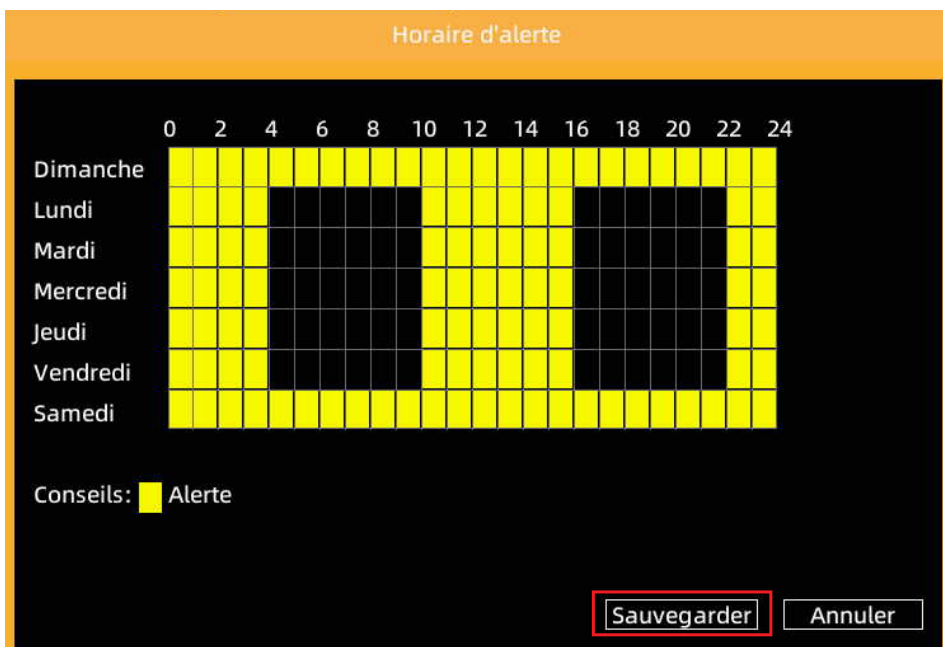 Horaire d'alerte
0 2 4 6 8 10 12 14 16 18 20 22 24
Dimanche
Lundi
Mardi
Mercredi
Jeudi
Vendredi
Samedi
Conseils: Alerte
Sauvegarder Annuler